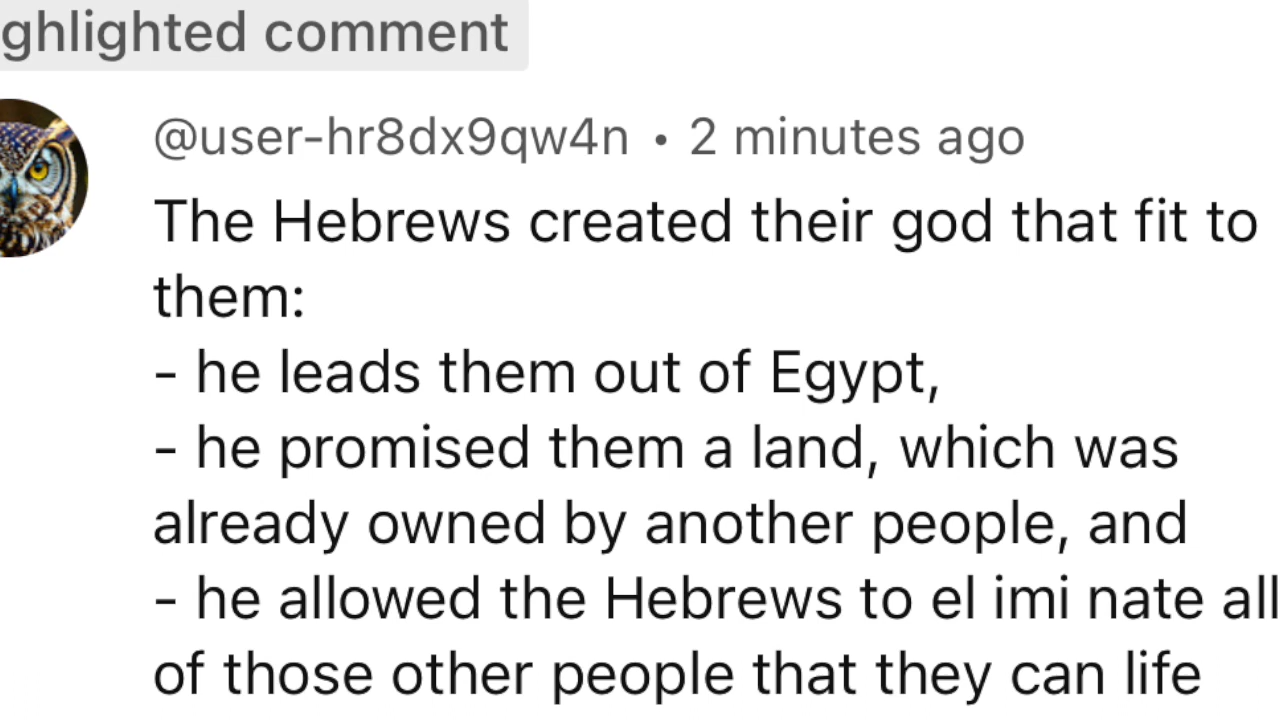 ghlighted comment
@user-hr8dx9qw4n • 2 minutes ago
The Hebrews created their god that fit to
them:
- he leads them out of Egypt,
- he promised them a land, which was
already owned by another people, and
- he allowed the Hebrews to el imi nate all
of those other people that they can life